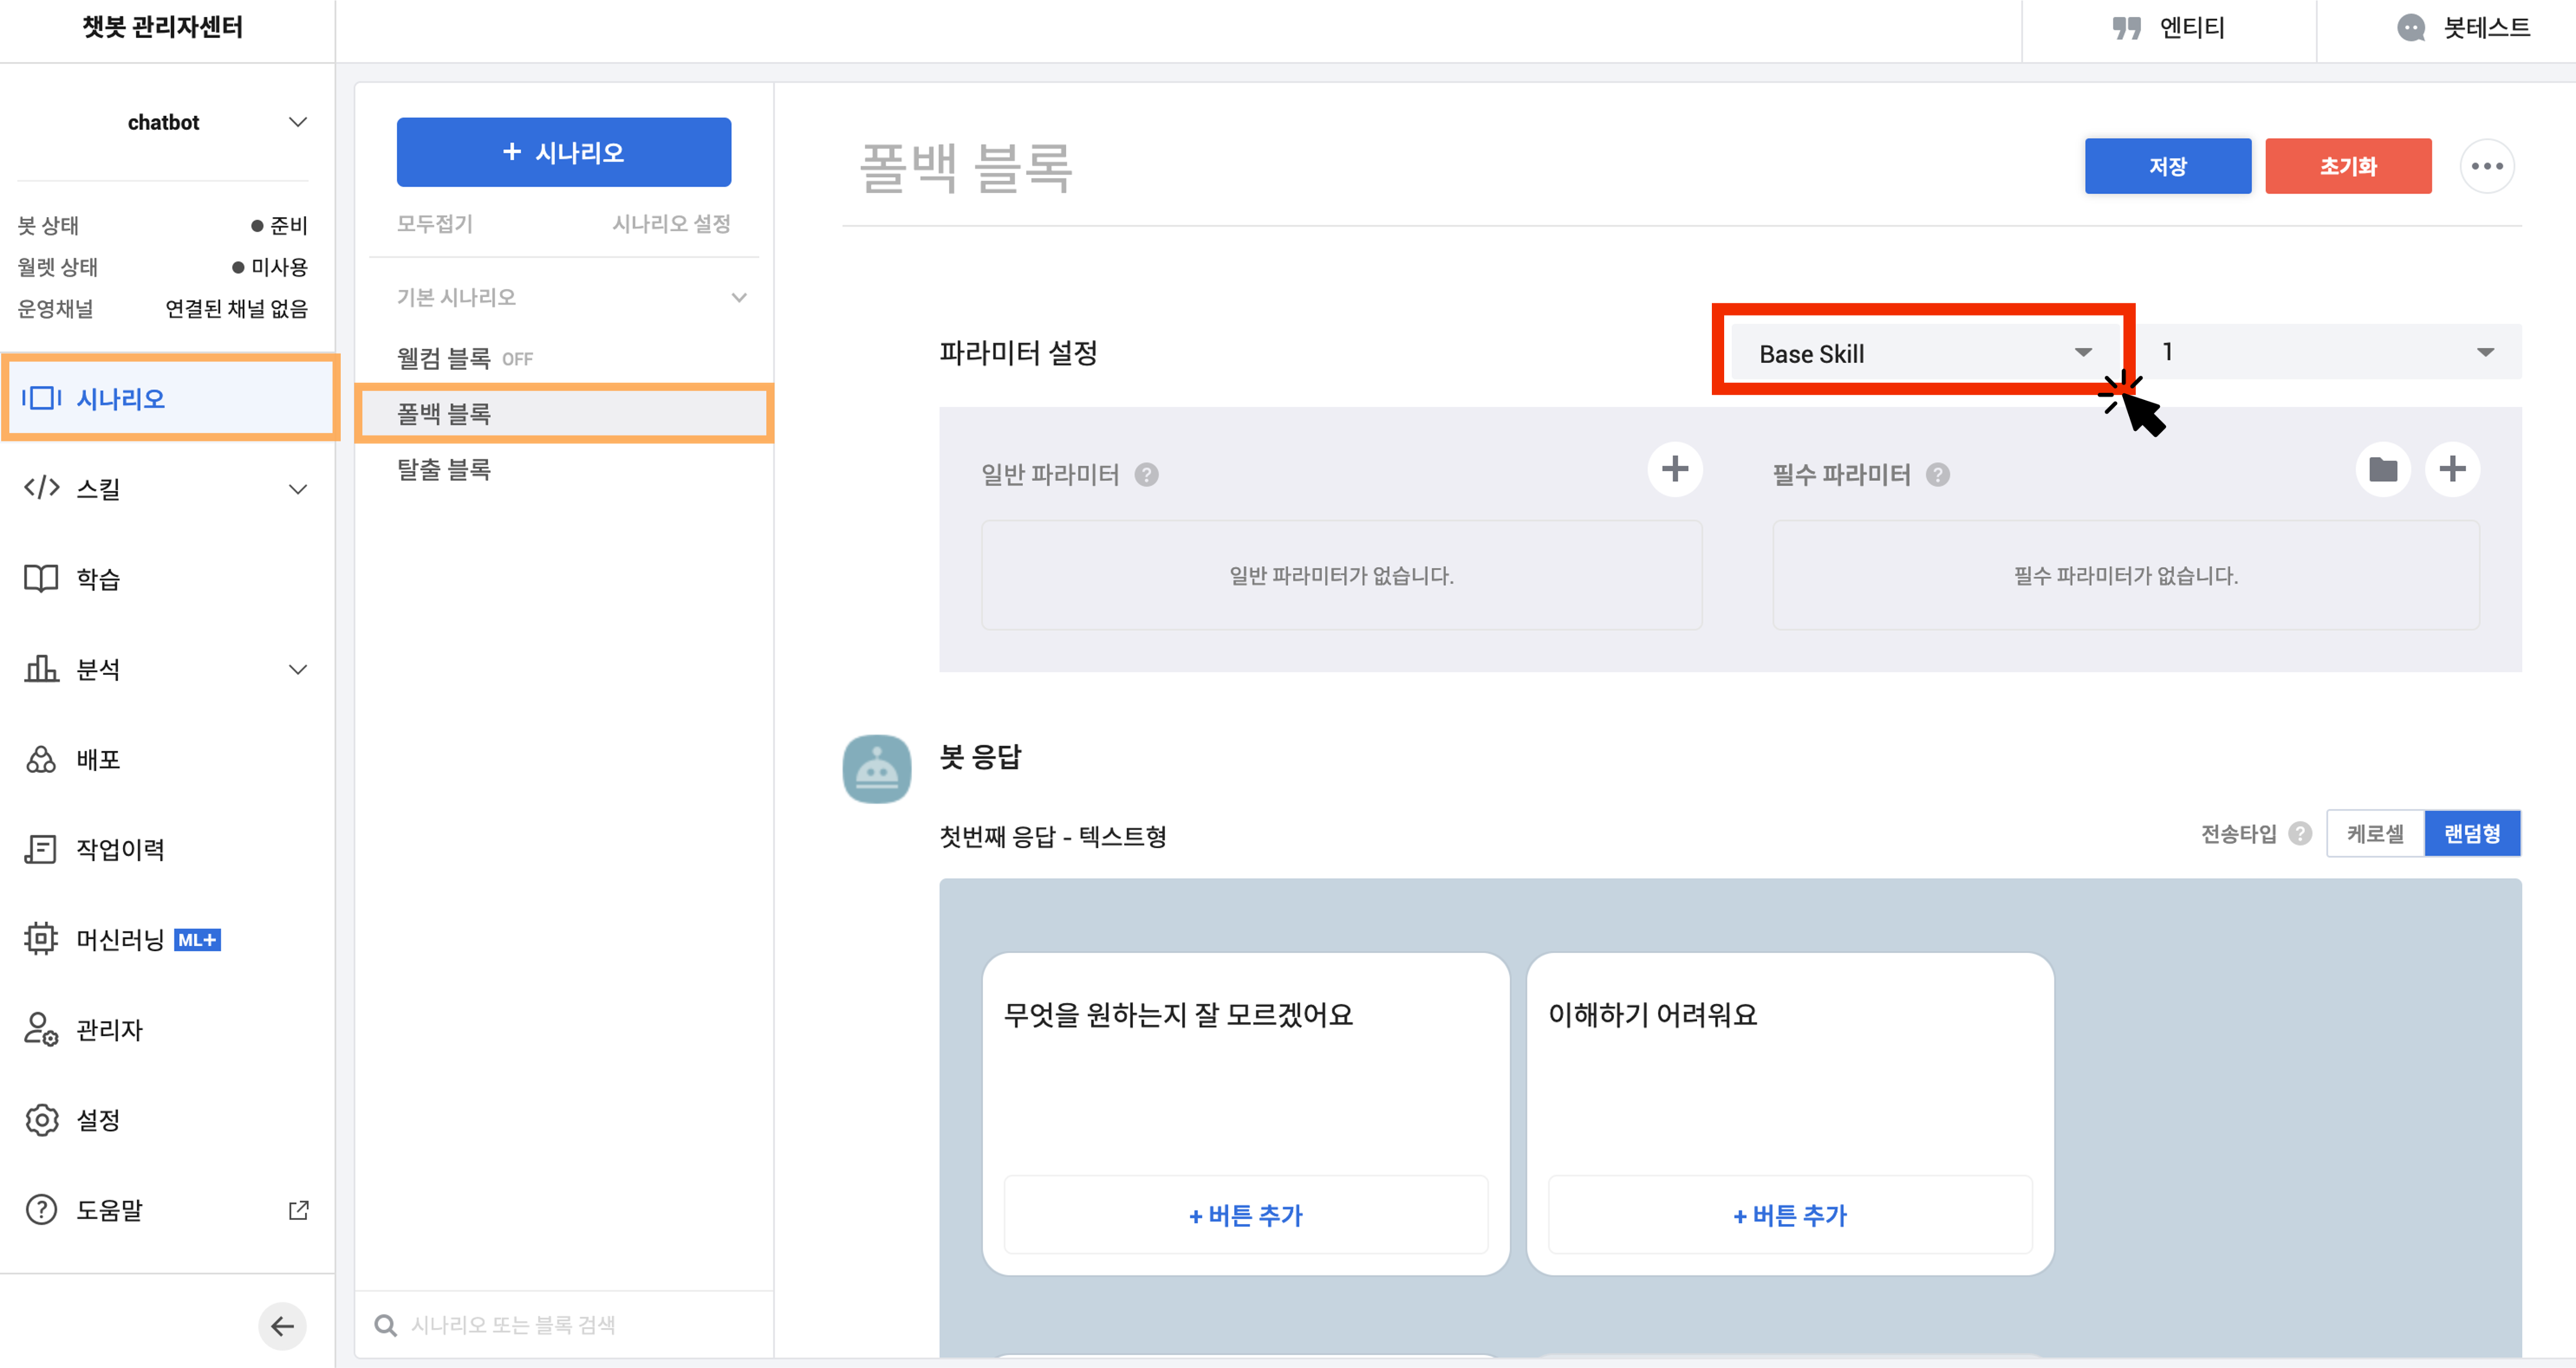 챗봇 관리자센터
엔티티
봇테스트
chatbot
봇 상태
준비
월렛 상태
미사용
운영채널
연결된 채널 없음
시나리오
스킬
학습
분석
배포
작업이력
머신러닝 ML+
관리자
설정
도움말
+ 시나리오
모두접기
시나리오 설정
기본 시나리오
웰컴 블록 OFF
폴백 블록
탈출 블록
시나리오 또는 블록 검색
폴백 블록
저장
초기화
파라미터 설정
Base Skill
1
일반 파라미터 ?
필수 파라미터 ?
일반 파라미터가 없습니다.
필수 파라미터가 없습니다.
봇 응답
첫번째 응답 - 텍스트형
전송타입 ?
케로셀
랜덤형
무엇을 원하는지 잘 모르겠어요
이해하기 어려워요
+ 버튼 추가
+ 버튼 추가